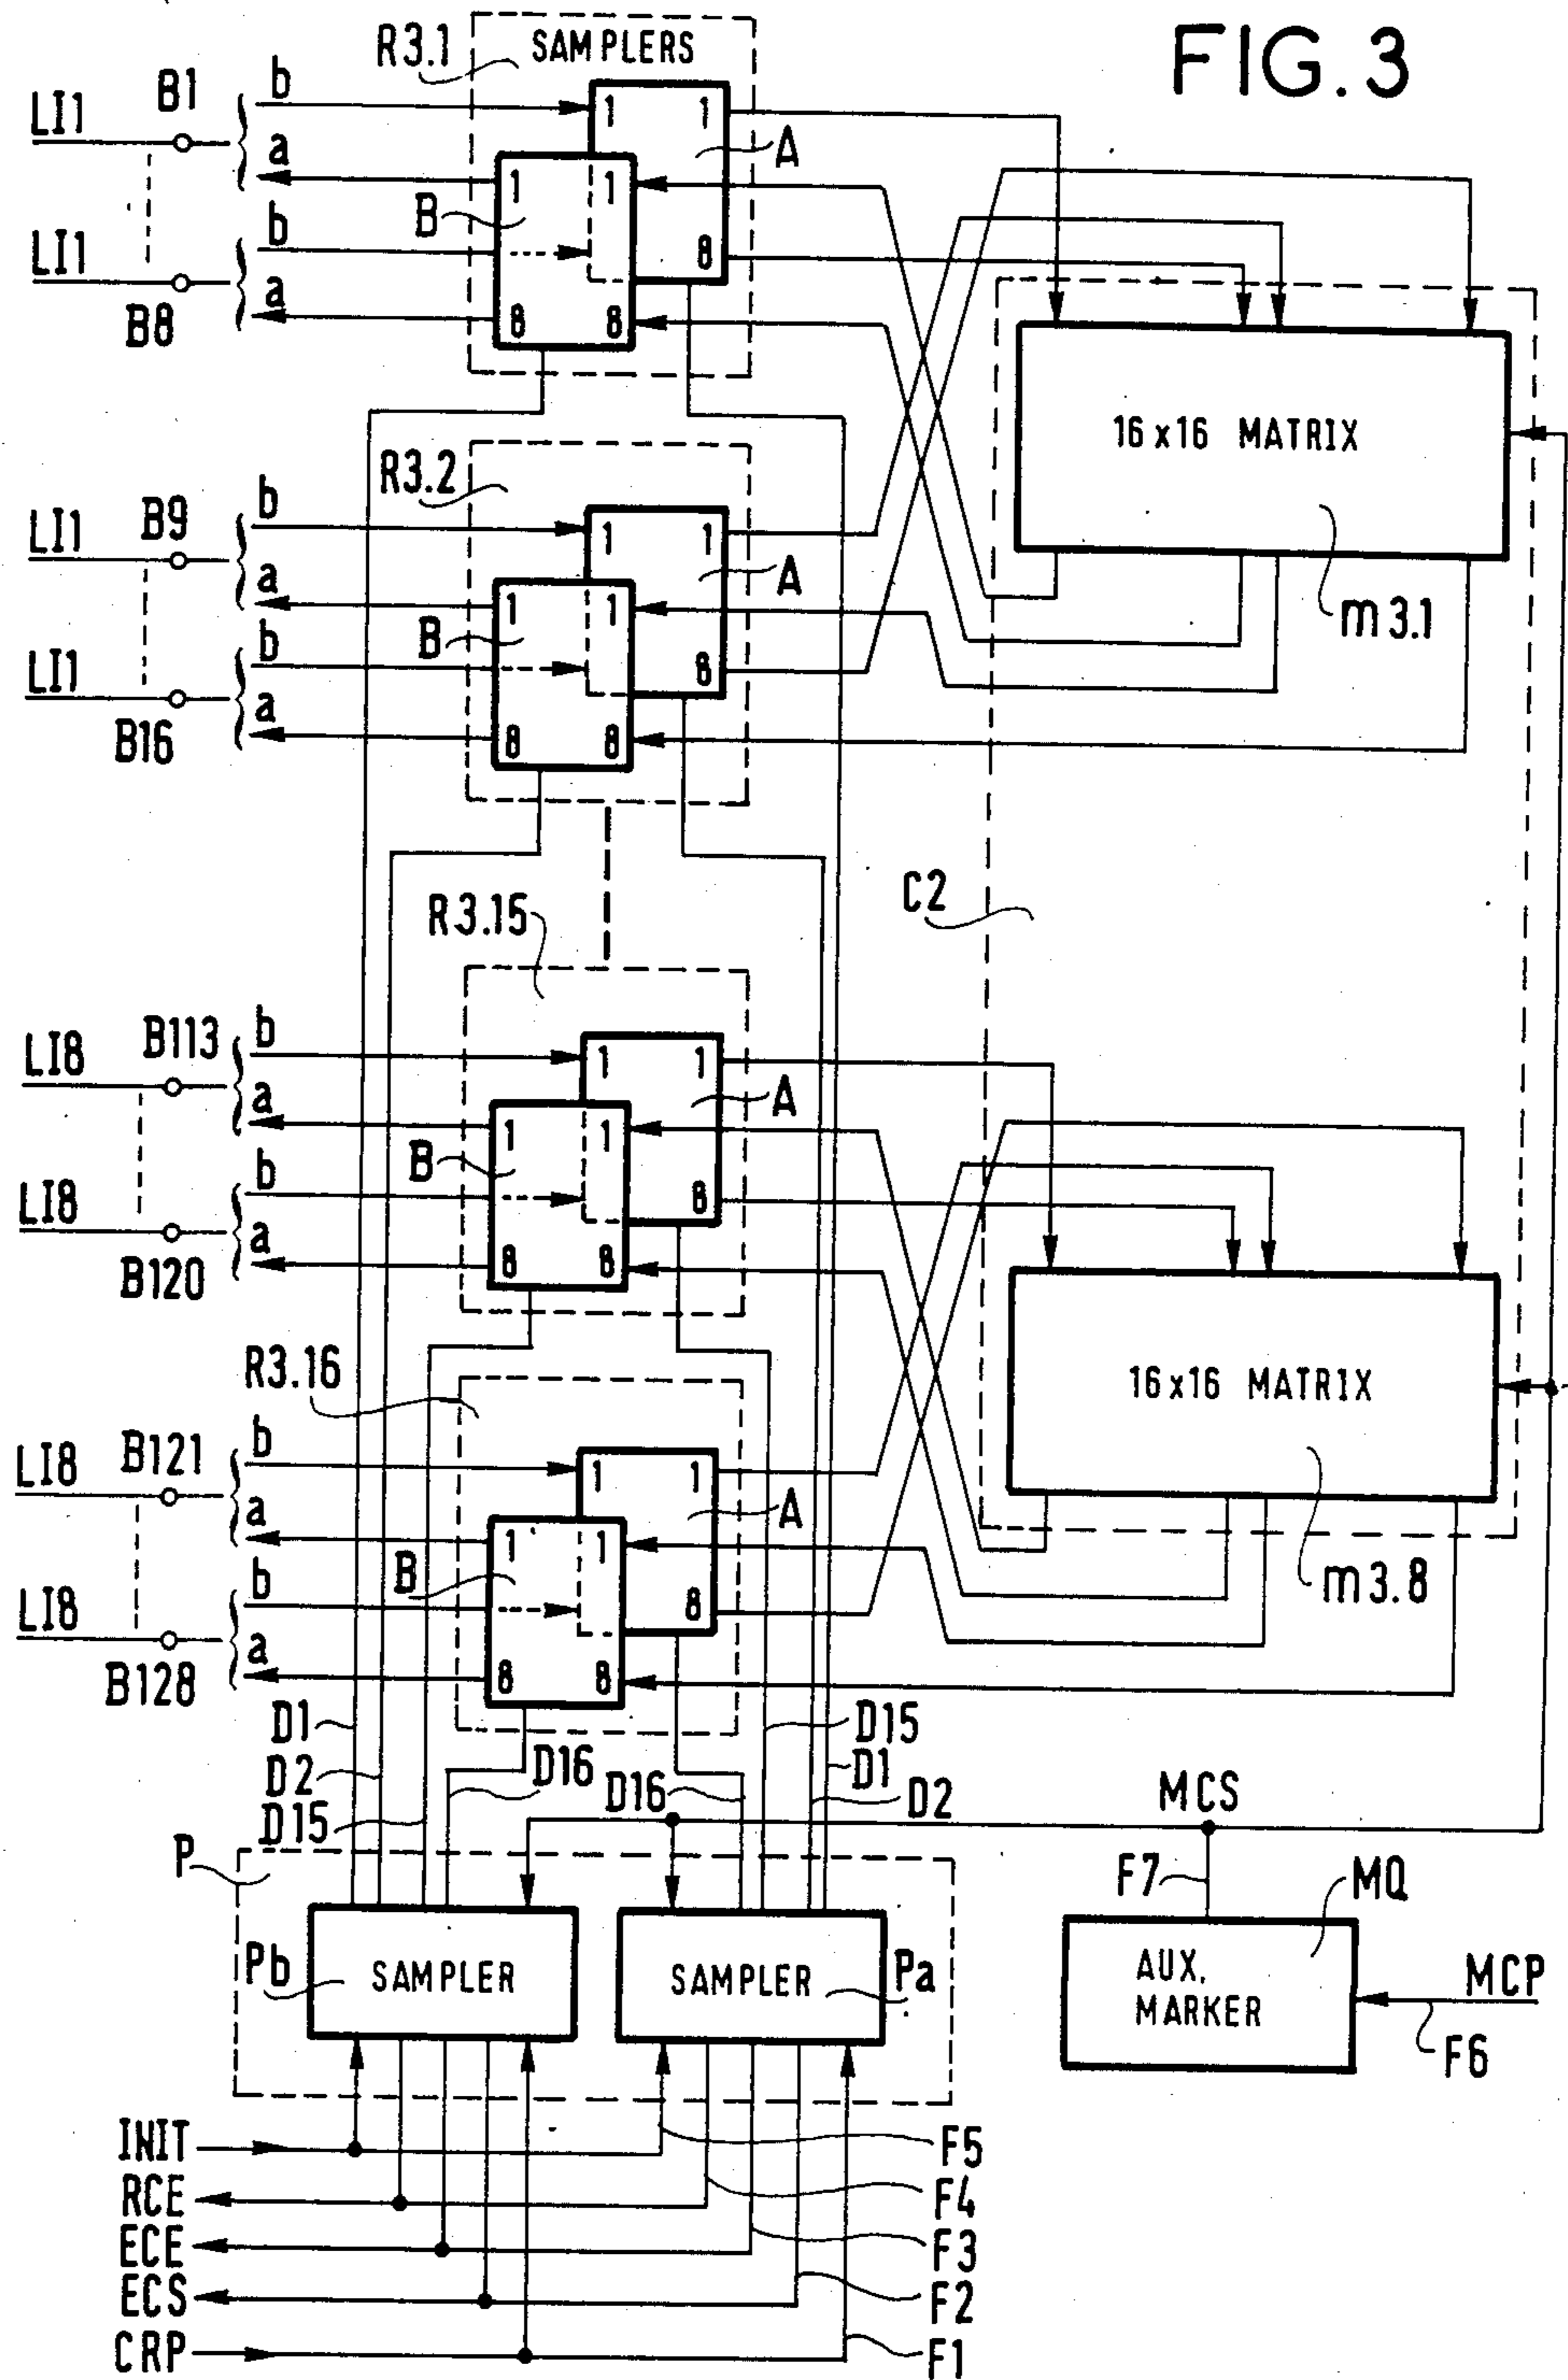 FIG. 3
R3.1
SAMPLERS
LI1 B1 b 1 1
a 1 1 A
B
LI1 b 8
B8 a 8 8
16x16 MATRIX
m3.1
R3.2
LI1 B9 b 1 1
a 1 1 A
B
LI1 b 8
B16 a 8 8
C2
R3.15
LI8 B113 b 1 1
a 1 1 A
B
LI8 b 8
B120 a 8 8
16x16 MATRIX
m3.8
R3.16
LI8 B121 b 1 1
a 1 1 A
B
LI8 b 8
B128 a 8 8
D1 D15
D2 D16 D16 D1
D15 D2
MCS
P
F7 MQ
Pb SAMPLER SAMPLER Pa
AUX.
MARKER
MCP
F6
INIT F5
RCE F4
ECE F3
ECS F2
CRP F1